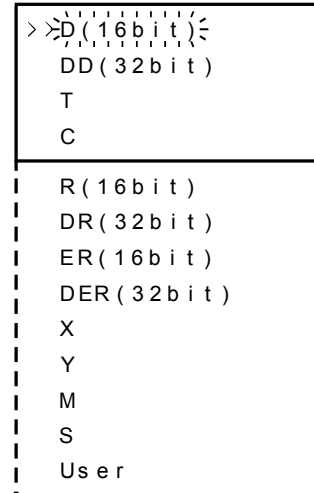 >>D(16bit)
DD(32bit)
T
C
R(16bit)
DR(32bit)
ER(16bit)
DER(32bit)
X
Y
M
S
User